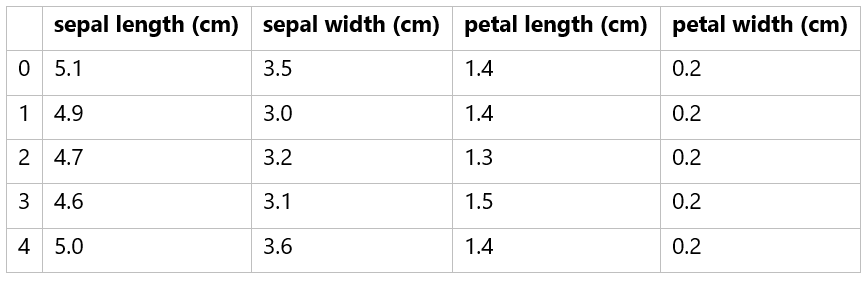 sepal length (cm) sepal width (cm) petal length (cm) petal width (cm)
0 5.1 3.5 1.4 0.2
1 4.9 3.0 1.4 0.2
2 4.7 3.2 1.3 0.2
3 4.6 3.1 1.5 0.2
4 5.0 3.6 1.4 0.2